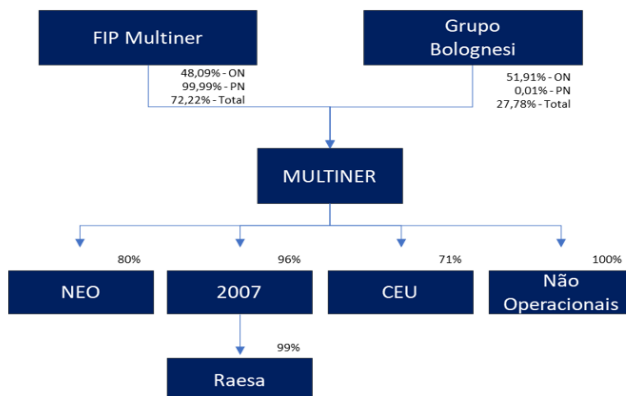 FIP Multiner
Grupo
Bolognesi
48,09% - ON
99,99% - PN
72,22% - Total
51,91% - ON
0,01% - PN
27,78% - Total
MULTINER
80%
96%
71%
100%
NEO
2007
CEU
Não
Operacionais
99%
Raesa